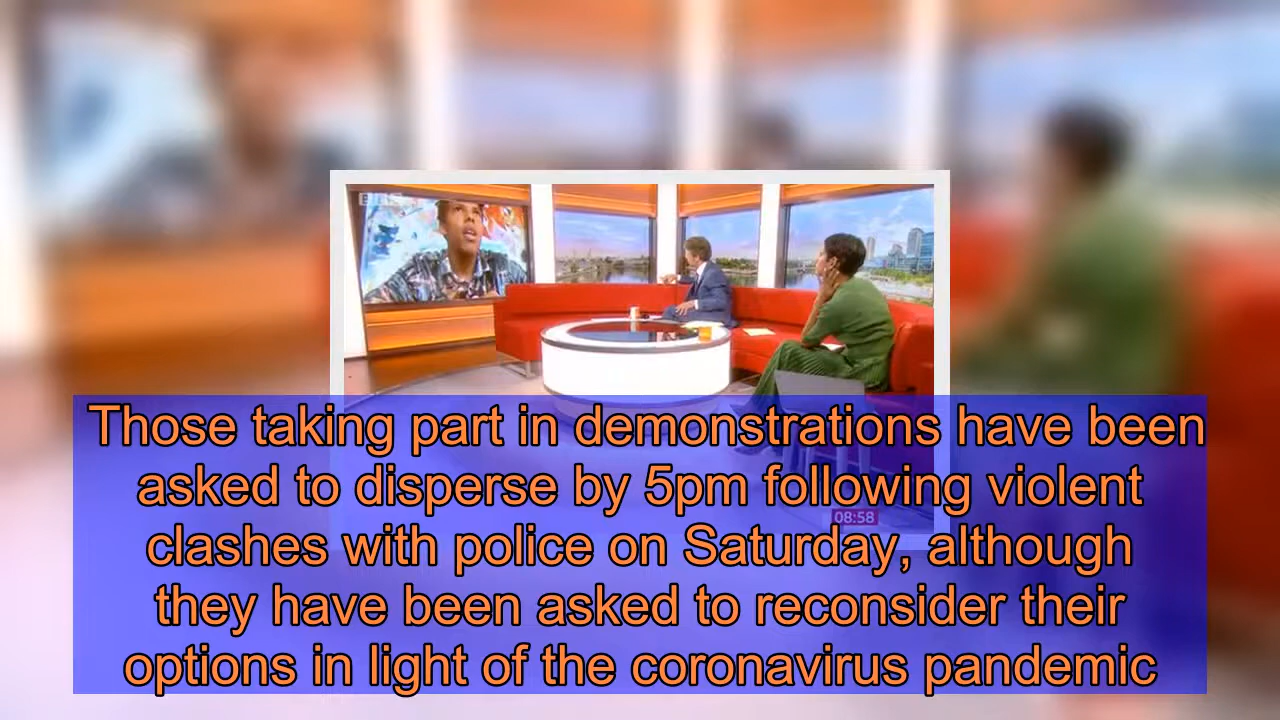 BBC
Those taking part in demonstrations have been
asked to disperse by 5pm following violent
08:58
clashes with police on Saturday, although
they have been asked to reconsider their
options in light of the coronavirus pandemic